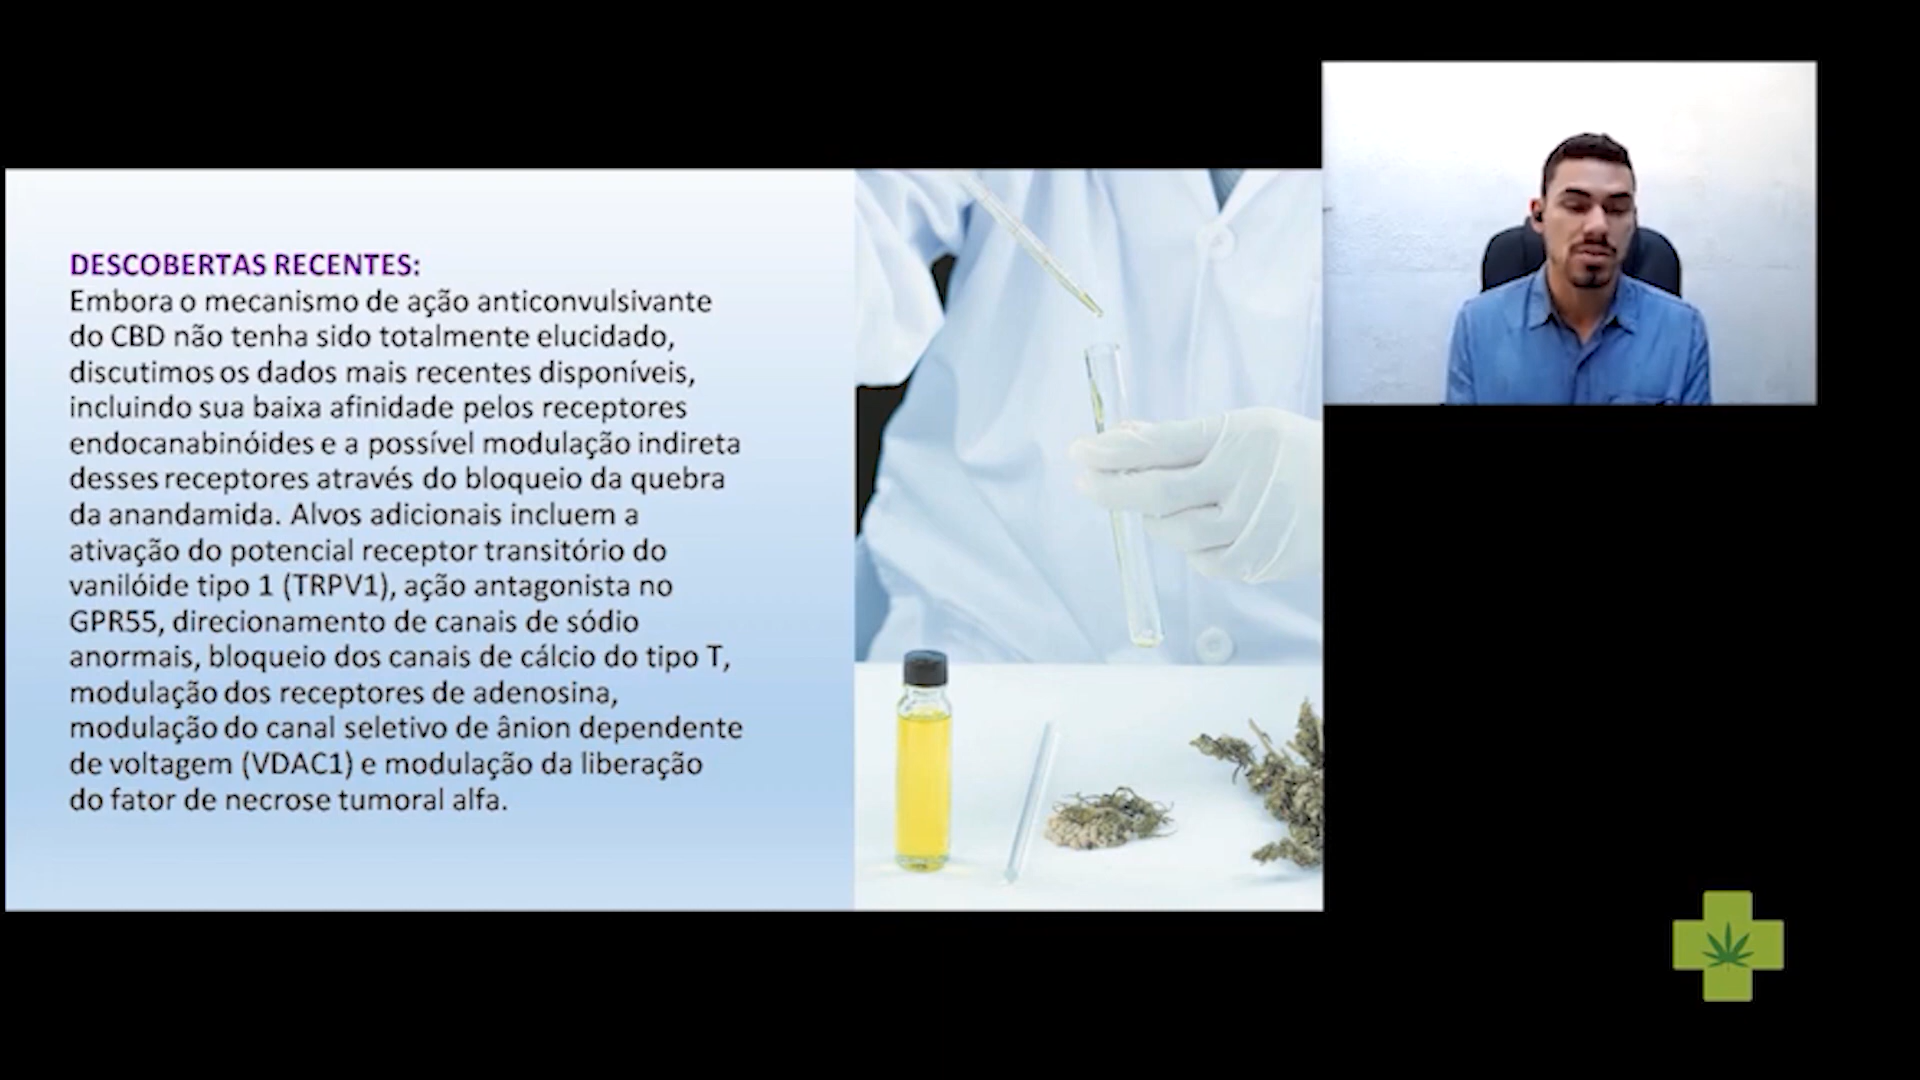 DESCOBERTAS RECENTES:
Embora o mecanismo de ação anticonvulsivante
do CBD não tenha sido totalmente elucidado,
discutimos os dados mais recentes disponíveis,
incluindo sua baixa afinidade pelos receptores
endocanabinóides e a possível modulação indireta
desses receptores através do bloqueio da quebra
da anandamida. Alvos adicionais incluem a
ativação do potencial receptor transitório do
vanilóide tipo 1 (TRPV1), ação antagonista no
GPR55, direcionamento de canais de sódio
anormais, bloqueio dos canais de cálcio do tipo T,
modulação dos receptores de adenosina,
modulação do canal seletivo de ânion dependente
de voltagem (VDAC1) e modulação da liberação
do fator de necrose tumoral alfa.